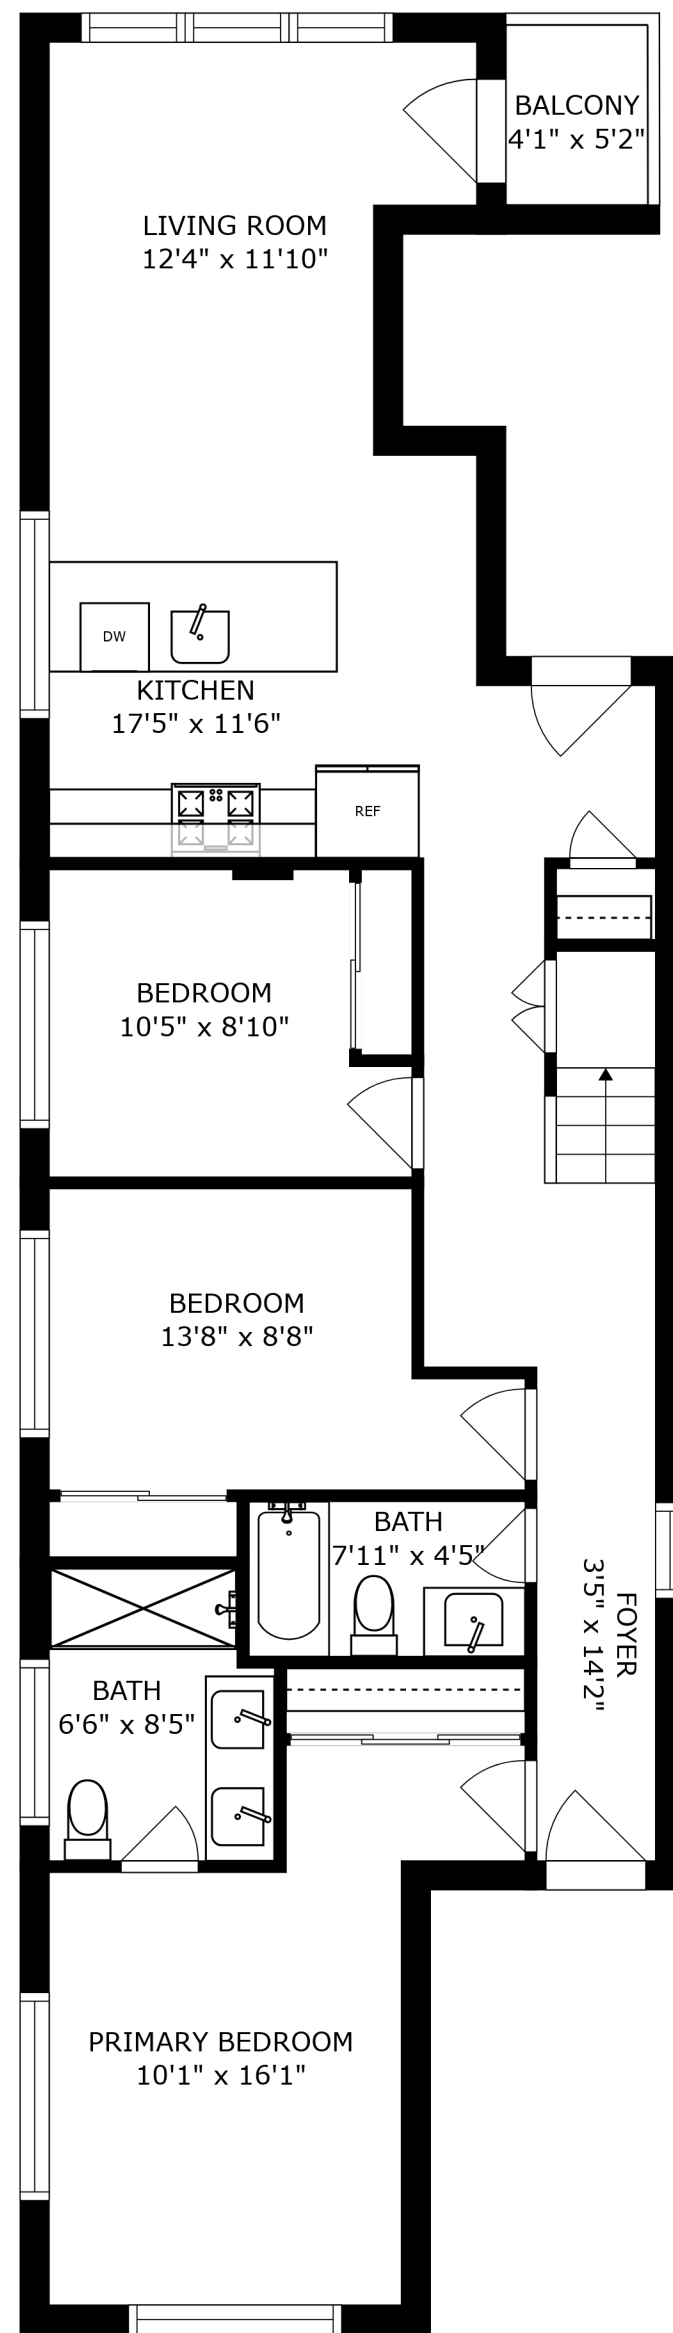 BALCONY
4'1" x 5'2"
LIVING ROOM
12'4" x 11'10"
DW
KITCHEN
17'5" x 11'6"
REF
BEDROOM
10'5" x 8'10"
BEDROOM
13'8" x 8'8"
BATH
7'11" x 4'5"
FOYER
3'5" x 14'2"
BATH
6'6" x 8'5"
PRIMARY BEDROOM
10'1" x 16'1"